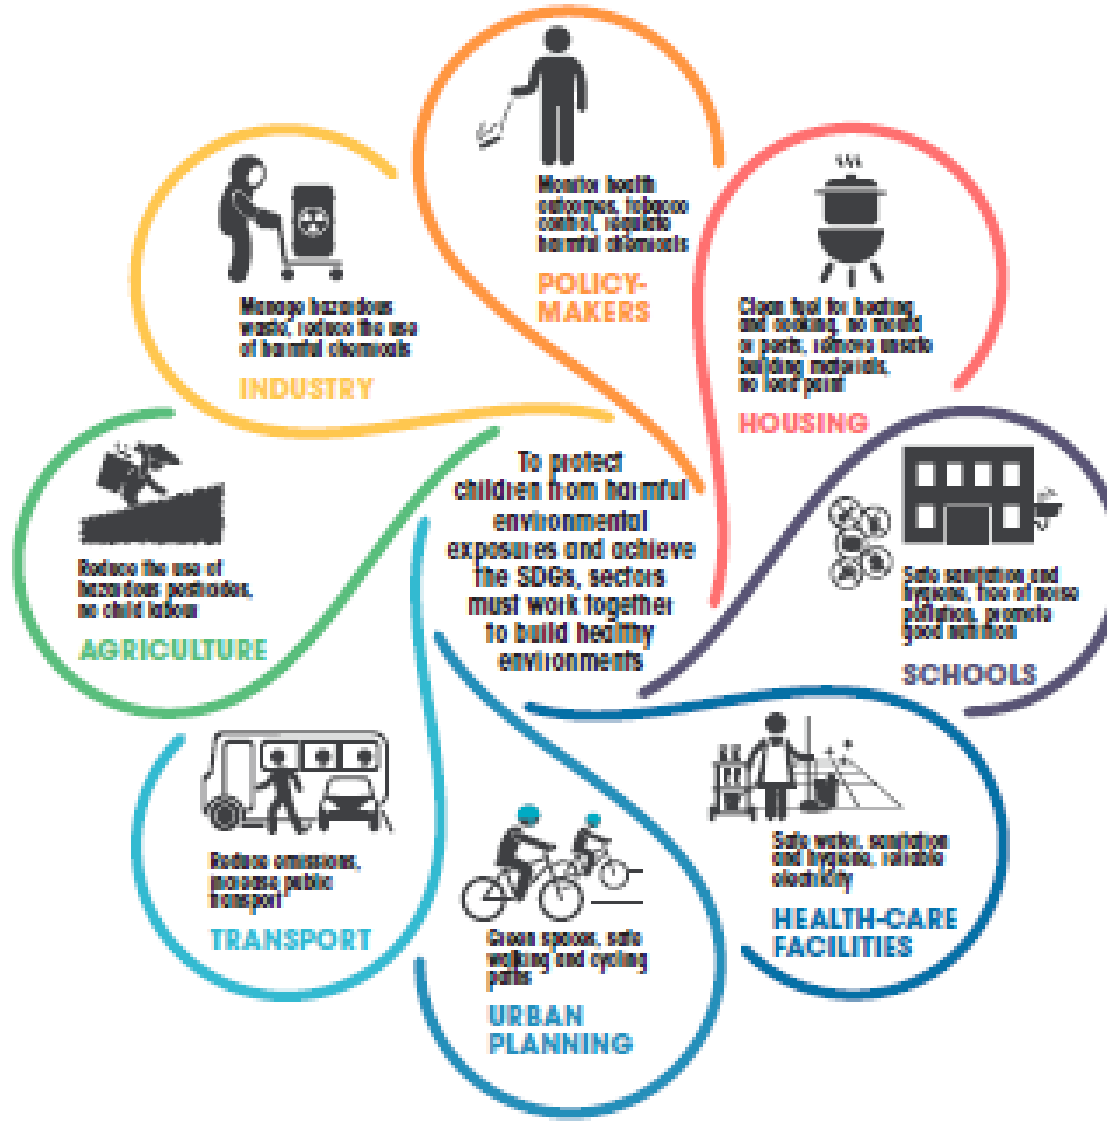 Monitor health
outcomes, tobacco
control, regulate
harmful chemicals
POLICY-
MAKERS
Clean fuel for heating
and cooking, no mould
or pests, remove unsafe
building materials,
no lead paint
HOUSING
Safe sanitation and
hygiene, free of noise
pollution, promote
good nutrition
SCHOOLS
Safe water, sanitation
and hygiene, reliable
electricity
HEALTH-CARE
FACILITIES
Green spaces, safe
walking and cycling
paths
URBAN
PLANNING
Reduce emissions,
increase public
transport
TRANSPORT
Reduce the use of
hazardous pesticides,
no child labour
AGRICULTURE
Manage hazardous
waste, reduce the use
of harmful chemicals
INDUSTRY
To protect
children from harmful
environmental
exposures and achieve
the SDGs, sectors
must work together
to build healthy
environments